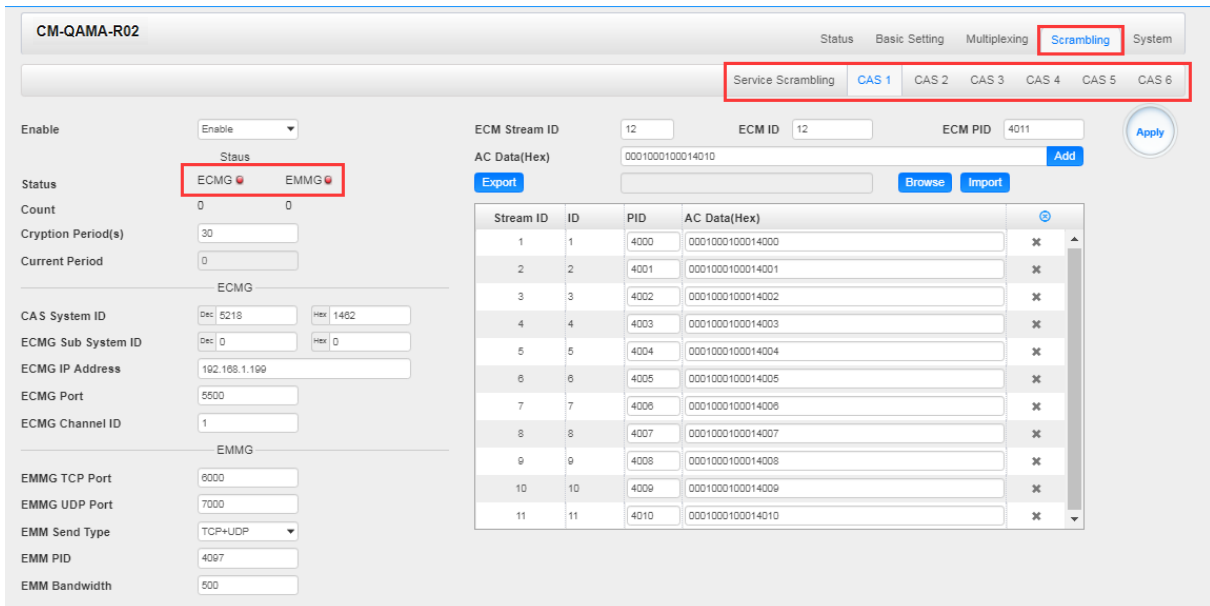 CM-QAMA-R02
Status Basic Setting Multiplexing Scrambling System
Service Scrambling CAS 1 CAS 2 CAS 3 CAS 4 CAS 5 CAS 6
Enable Enable
Staus
Status ECMG EMMG
Count 0 0
Cryption Period(s) 30
Current Period 0
ECMG
CAS System ID Dec 5218 Hex 1462
ECMG Sub System ID Dec 0 Hex 0
ECMG IP Address 192.168.1.199
ECMG Port 5500
ECMG Channel ID 1
EMMG
EMMG TCP Port 6000
EMMG UDP Port 7000
EMM Send Type TCP+UDP
EMM PID 4097
EMM Bandwidth 500
ECM Stream ID 12 ECM ID 12 ECM PID 4011
Apply
AC Data(Hex) 0001000100014010 Add
Export Browse Import
Stream ID ID PID AC Data(Hex)
1 1 4000 0001000100014000
2 2 4001 0001000100014001
3 3 4002 0001000100014002
4 4 4003 0001000100014003
5 5 4004 0001000100014004
6 6 4005 0001000100014005
7 7 4006 0001000100014006
8 8 4007 0001000100014007
9 9 4008 0001000100014008
10 10 4009 0001000100014009
11 11 4010 0001000100014010